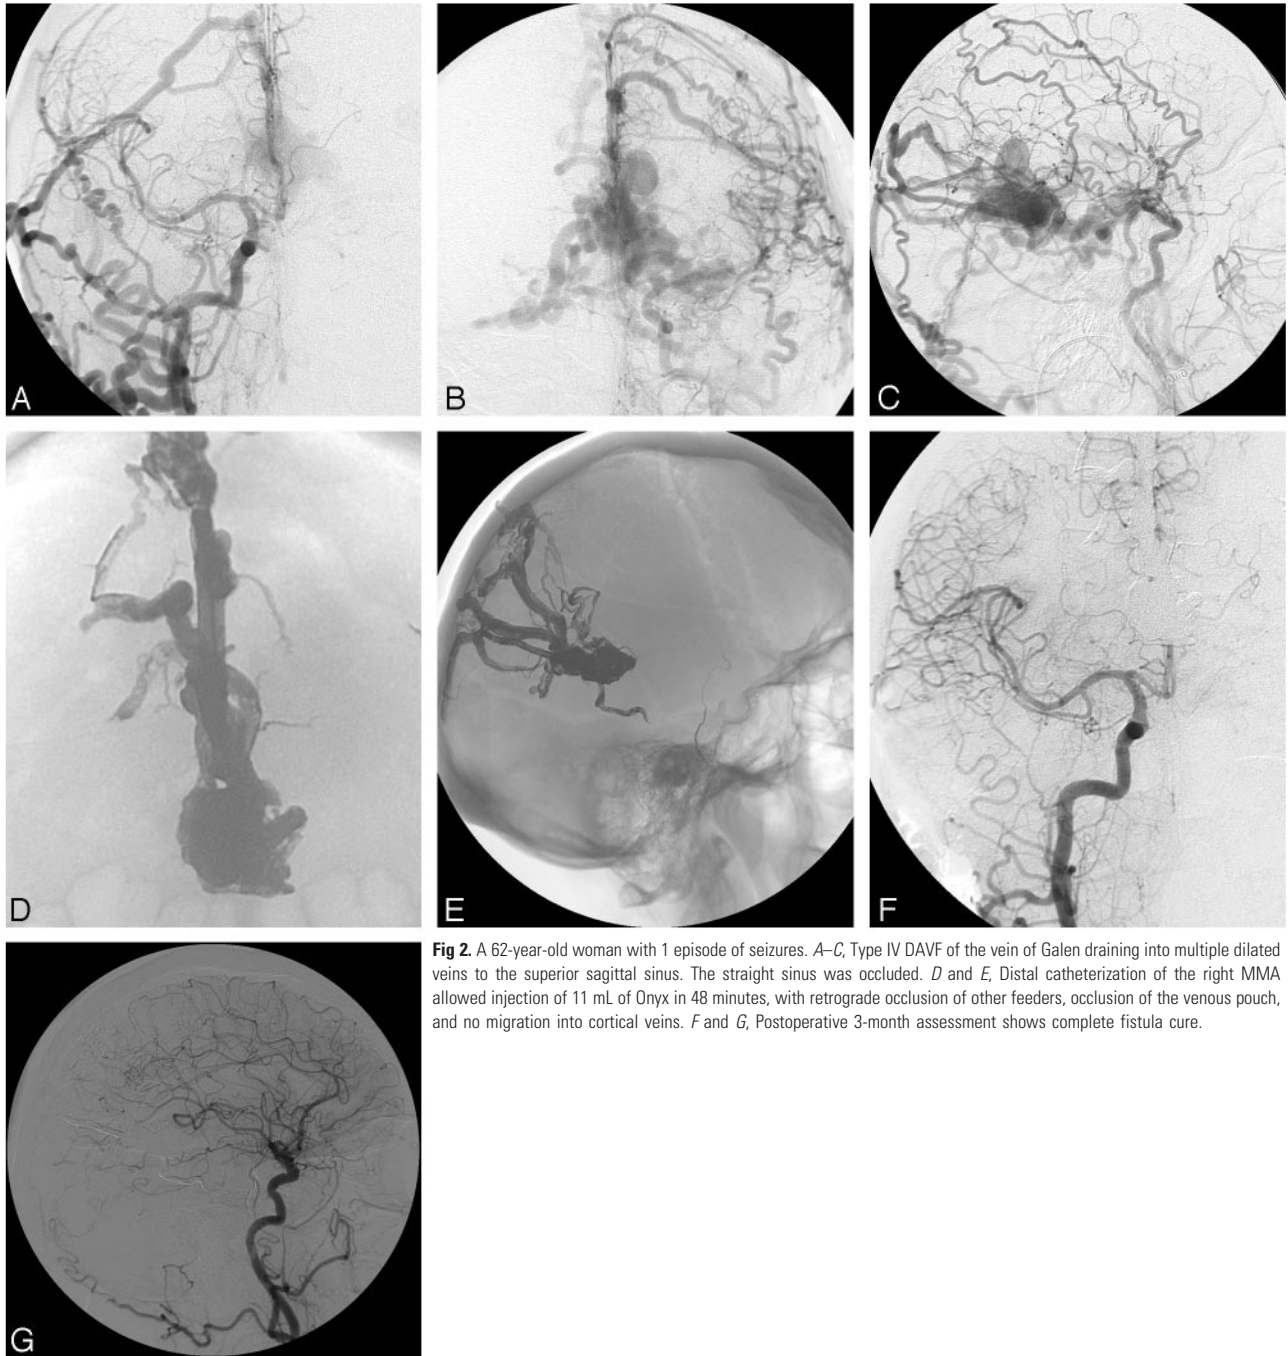 A
B
C
D
E
F
Fig 2. A 62-year-old woman with 1 episode of seizures. A–C, Type IV DAVF of the vein of Galen draining into multiple dilated
veins to the superior sagittal sinus. The straight sinus was occluded. D and E, Distal catheterization of the right MMA
allowed injection of 11 mL of Onyx in 48 minutes, with retrograde occlusion of other feeders, occlusion of the venous pouch,
and no migration into cortical veins. F and G, Postoperative 3-month assessment shows complete fistula cure.
G